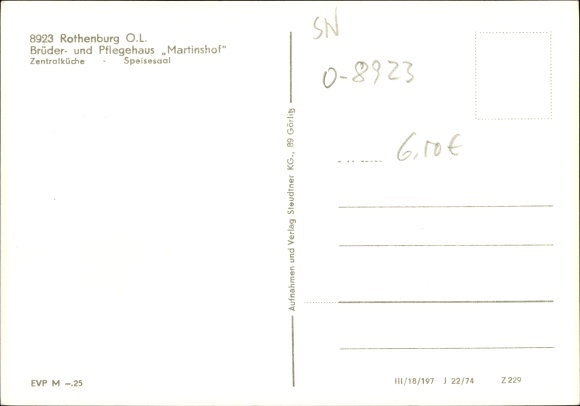 8923 Rothenburg O.L.
Brüder- und Pflegehaus „Martinshof"
Zentralküche - Speisesaal
SN
0-8923
6,10€
Aufnahmen und Verlag Steudtner KG., 89 Görlitz
EVP M -.25
III/18/197 J 22/74 Z 229